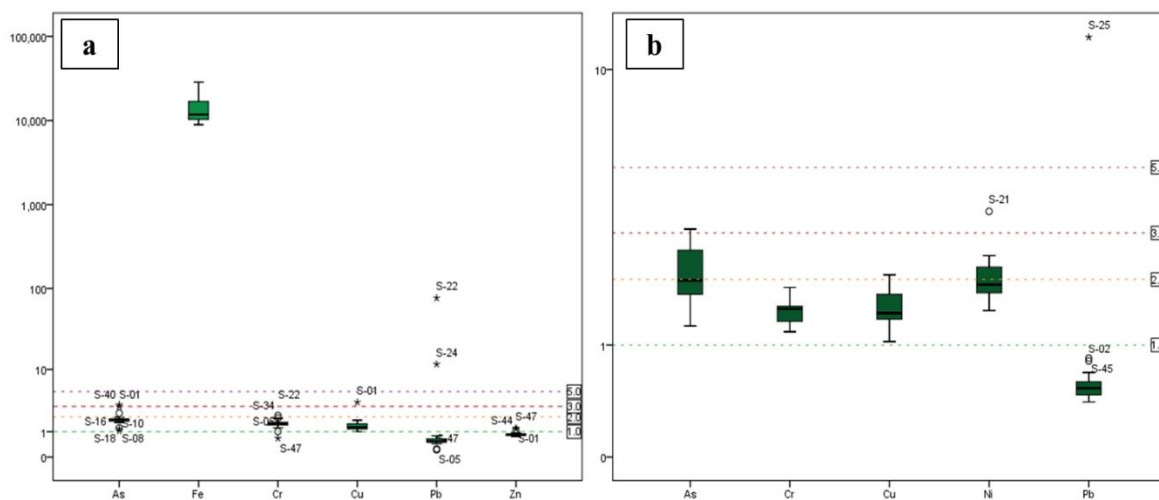 a
100,000
10,000
1,000
100
10
1
0
S-22
S-24
S-40 S-01
S-16 S-10
S-18 S-08
S-22
S-34
S-47
S-01
S-47
S-05
S-44 S-47
S-01
5.0
3.0
2.0
1.0
As Fe Cr Cu Pb Zn
b
10
1
0
S-25
S-21
S-02
S-45
As Cr Cu Ni Pb